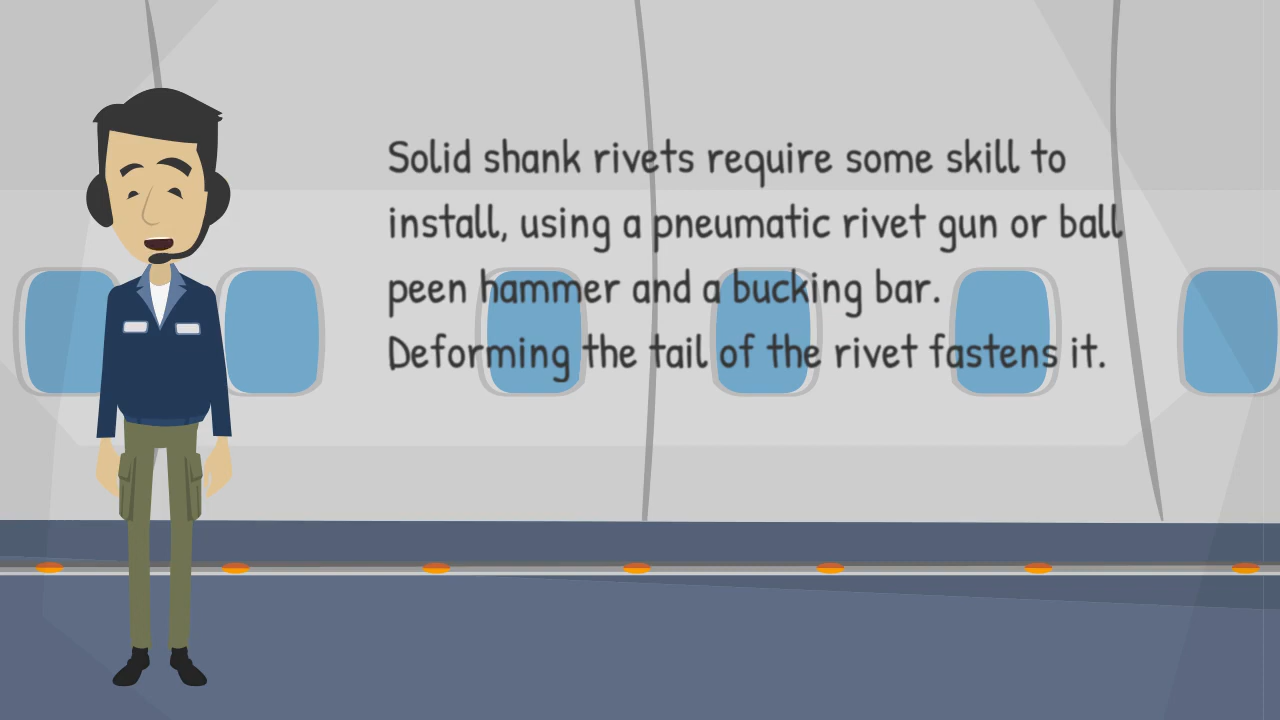 Solid shank rivets require some skill to
install, using a pneumatic rivet gun or ball
peen hammer and a bucking bar.
Deforming the tail of the rivet fastens it.